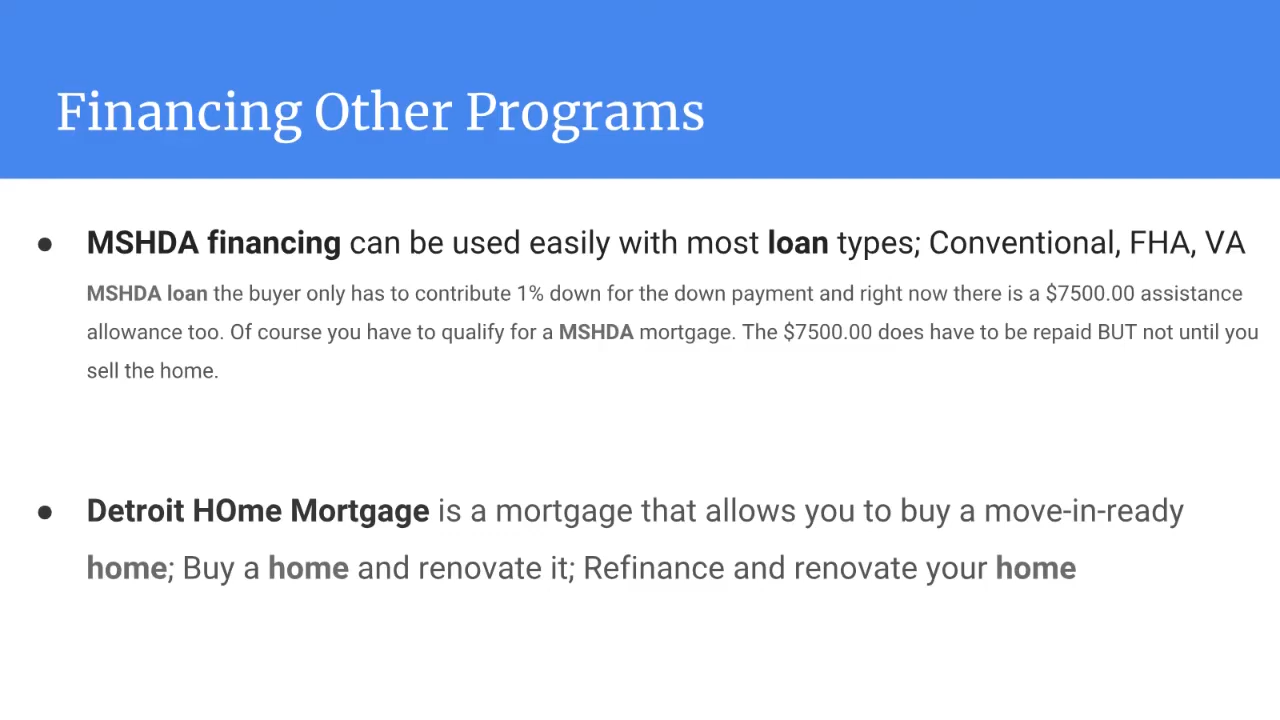 Financing Other Programs
● MSHDA financing can be used easily with most loan types; Conventional, FHA, VA
MSHDA loan the buyer only has to contribute 1% down for the down payment and right now there is a $7500.00 assistance
allowance too. Of course you have to qualify for a MSHDA mortgage. The $7500.00 does have to be repaid BUT not until you
sell the home.
● Detroit HOme Mortgage is a mortgage that allows you to buy a move-in-ready
home; Buy a home and renovate it; Refinance and renovate your home